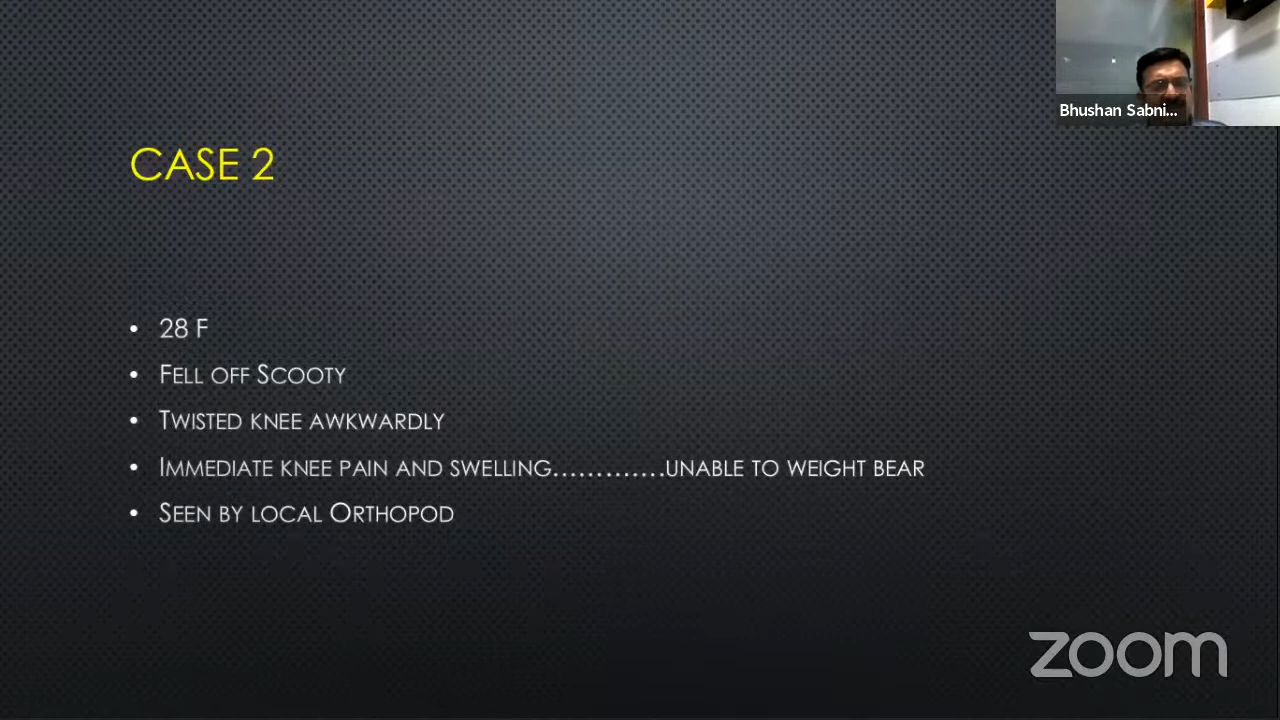 Bhushan Sabni...
CASE 2
• 28 F
• FELL OFF SCOOTY
• TWISTED KNEE AWKWARDLY
• IMMEDIATE KNEE PAIN AND SWELLING.............UNABLE TO WEIGHT BEAR
• SEEN BY LOCAL ORTHOPOD
zoom